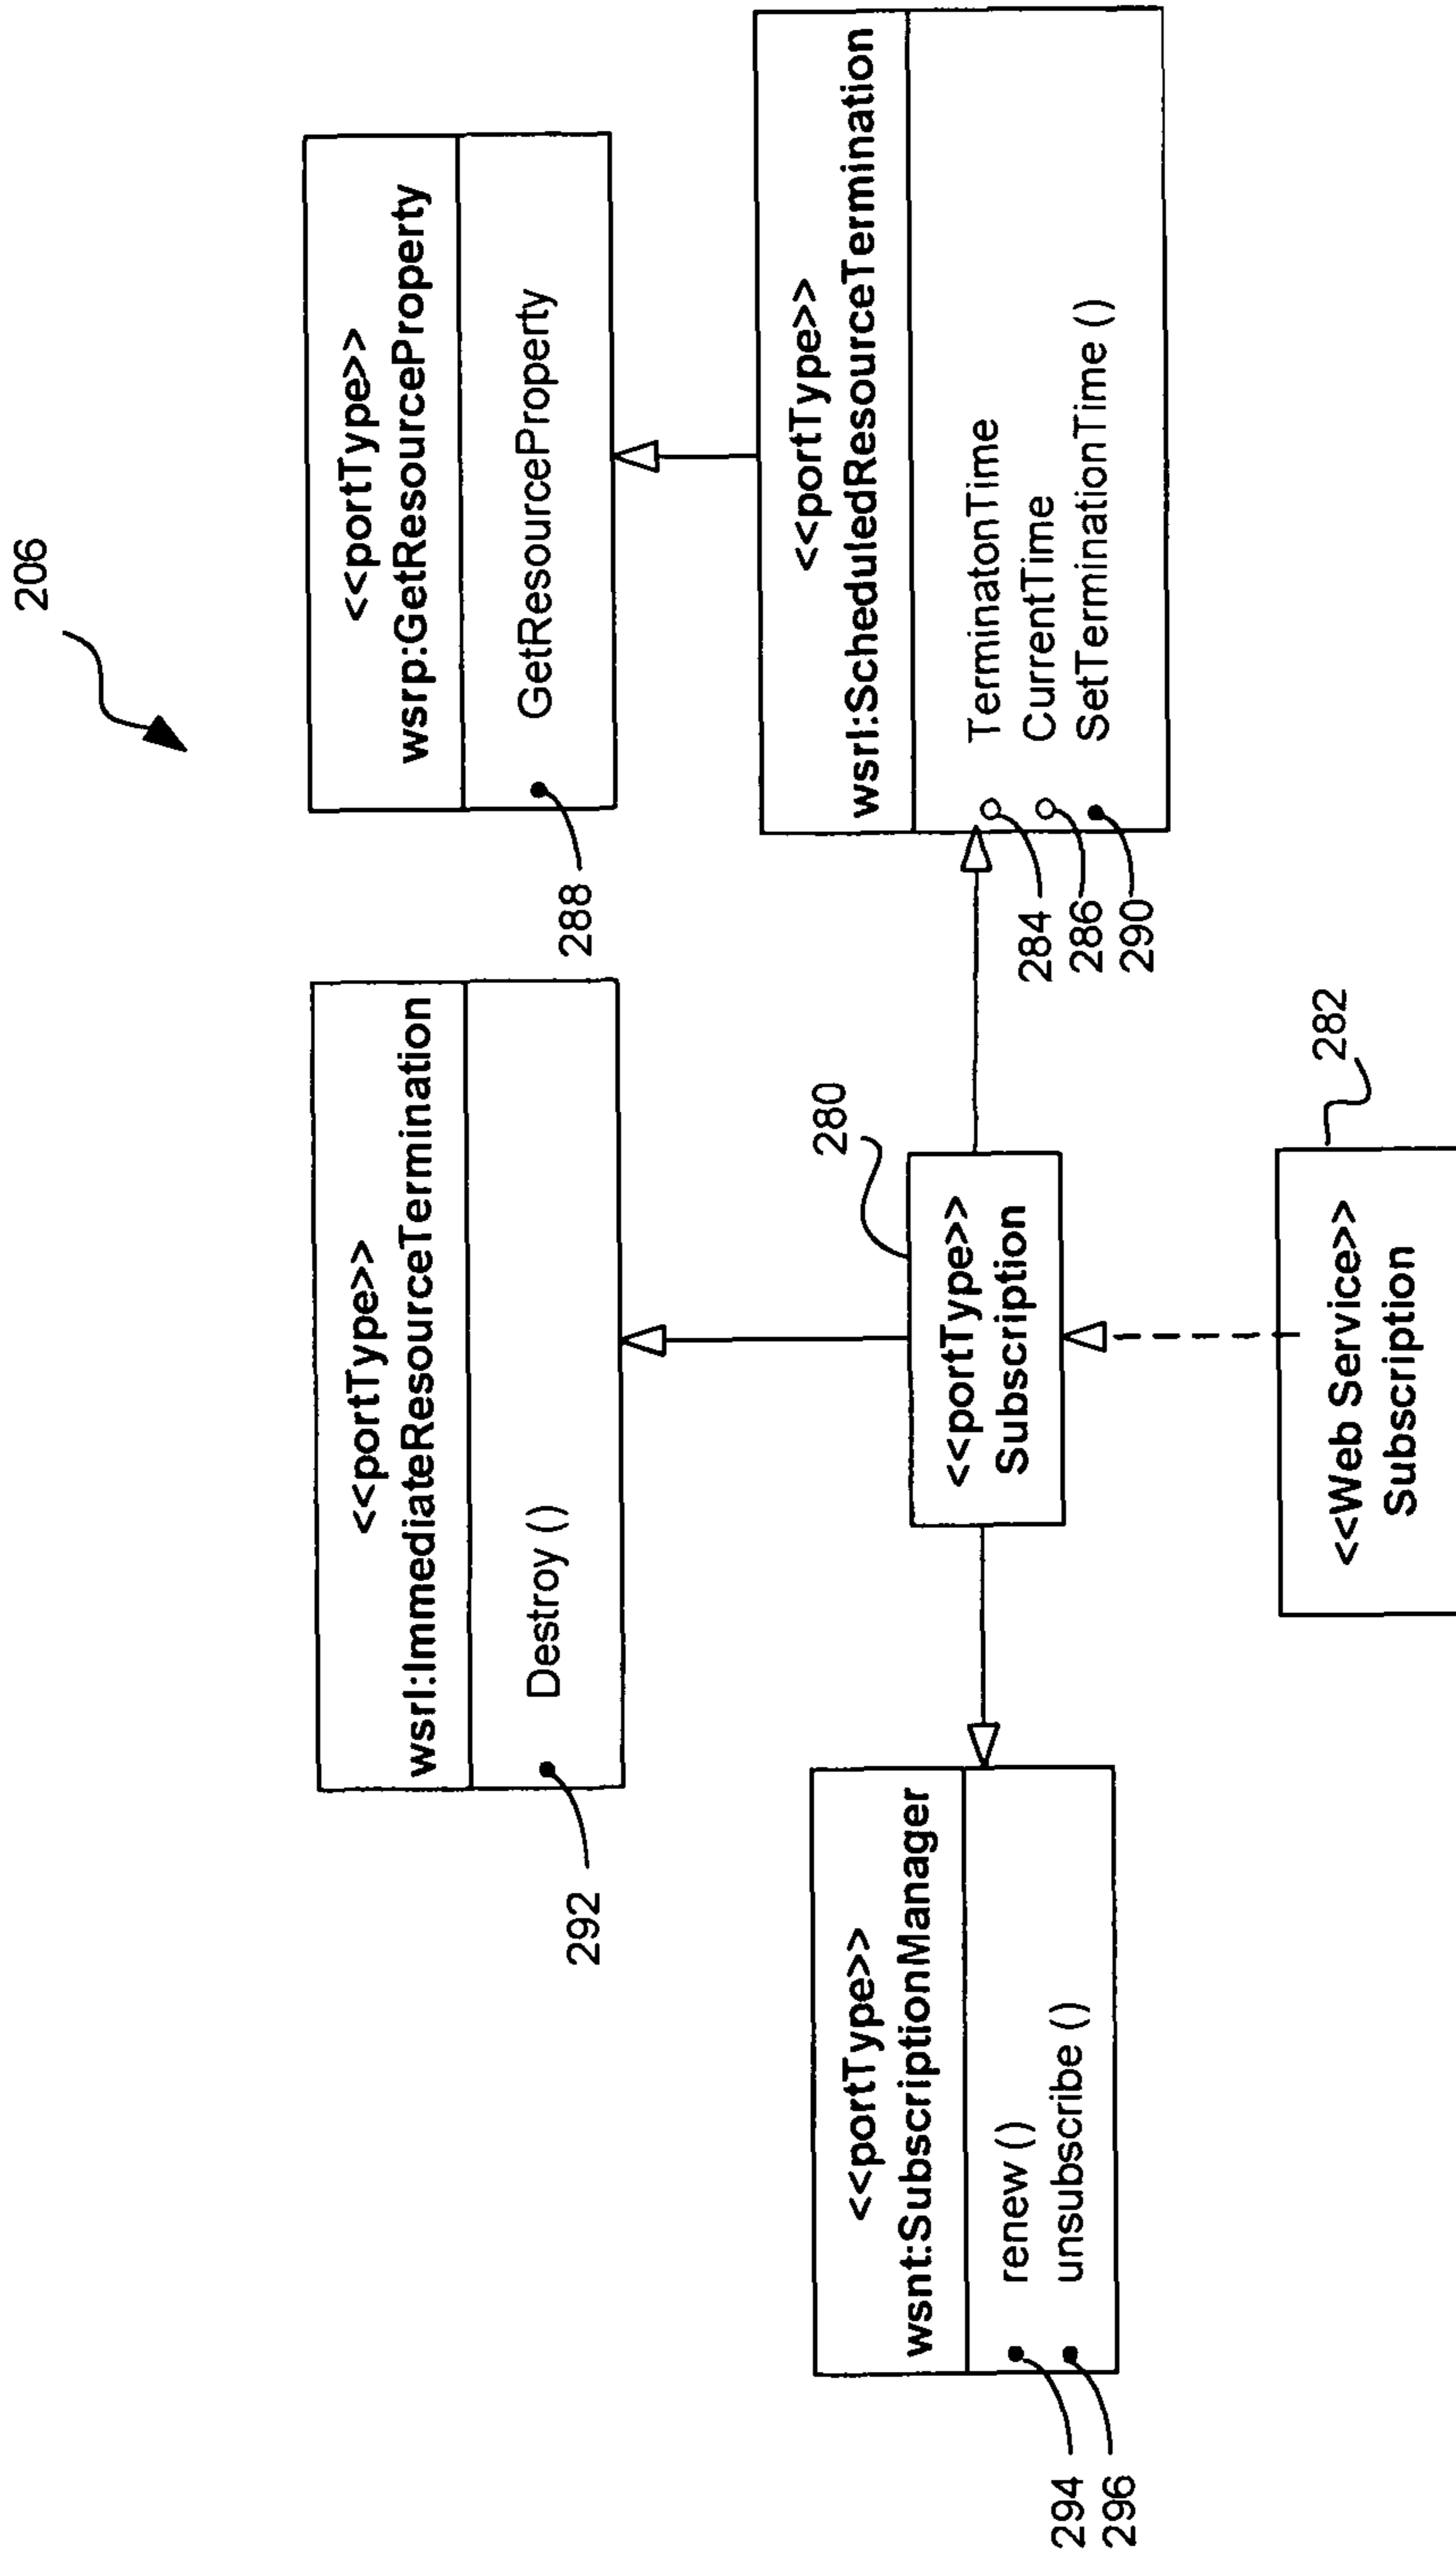 206
<<portType>>
wsrl:ImmediateResourceTermination
Destroy ()
292
<<portType>>
wsrp:GetResourceProperty
GetResourceProperty
288
<<portType>>
wsnt:SubscriptionManager
renew ()
unsubscribe ()
294
296
280
<<portType>>
Subscription
<<portType>>
wsrl:ScheduledResourceTermination
TerminatonTime
CurrentTime
SetTerminationTime ()
284
286
290
<<Web Service>>
Subscription
282